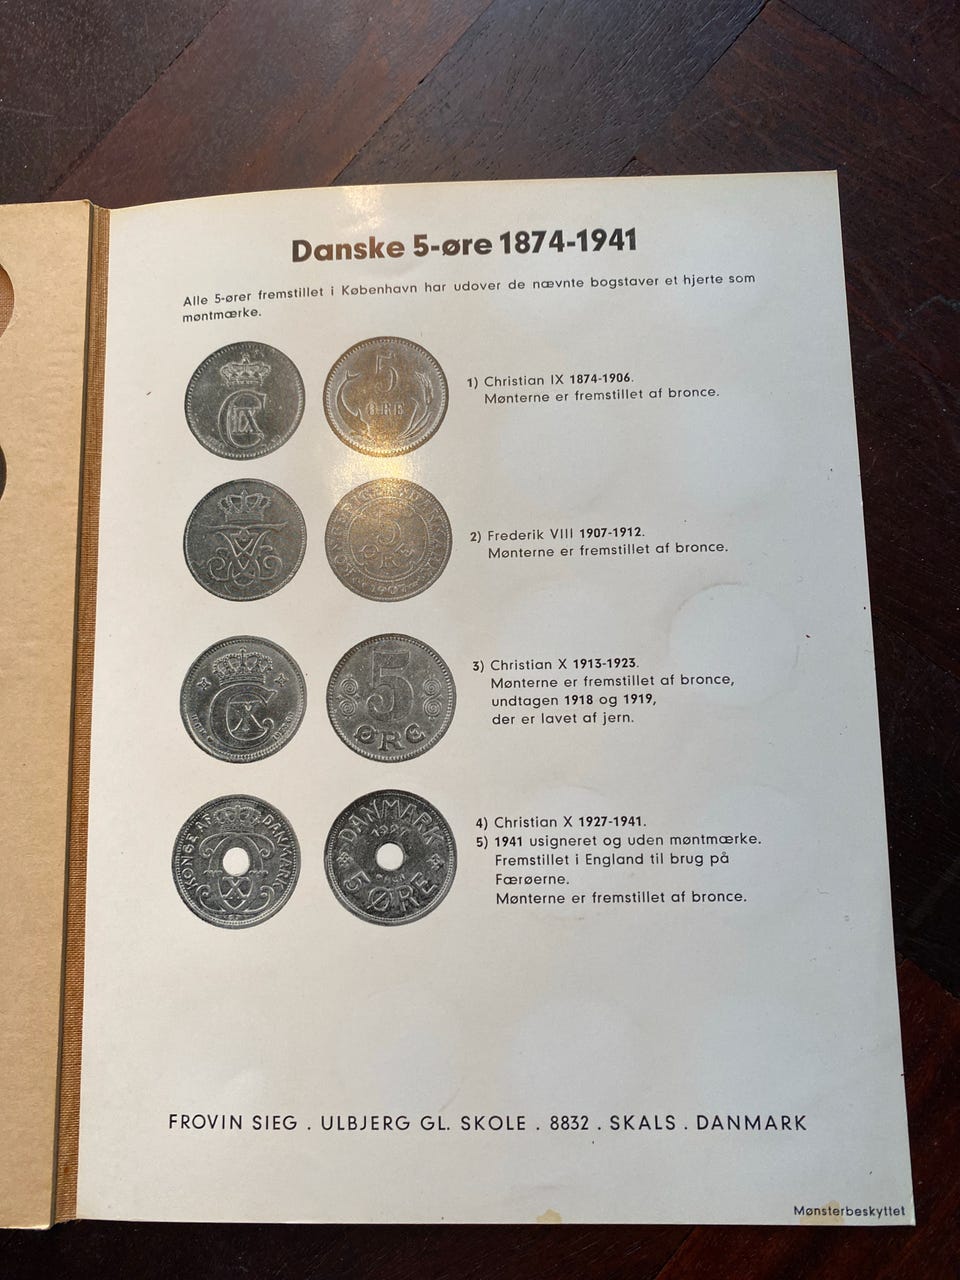 Danske 5-øre 1874-1941
Alle 5-ører fremstillet i København har udover de nævnte bogstaver et hjerte som
møntmærke.
1) Christian IX 1874-1906.
Mønterne er fremstillet af bronce.
5
ØRE
2) Frederik VIII 1907-1912.
Mønterne er fremstillet af bronce.
5
ØRE
1907
3) Christian X 1913-1923.
Mønterne er fremstillet af bronce,
undtagen 1918 og 1919,
der er lavet af jern.
5
ØRE
4) Christian X 1927-1941.
5) 1941 usigneret og uden møntmærke.
Fremstillet i England til brug på
Færøerne.
Mønterne er fremstillet af bronce.
KONGE AF DANMARK
DANMARK
1927
5 ØRE
FROVIN SIEG . ULBJERG GL. SKOLE . 8832 . SKALS . DANMARK
Mønsterbeskyttet